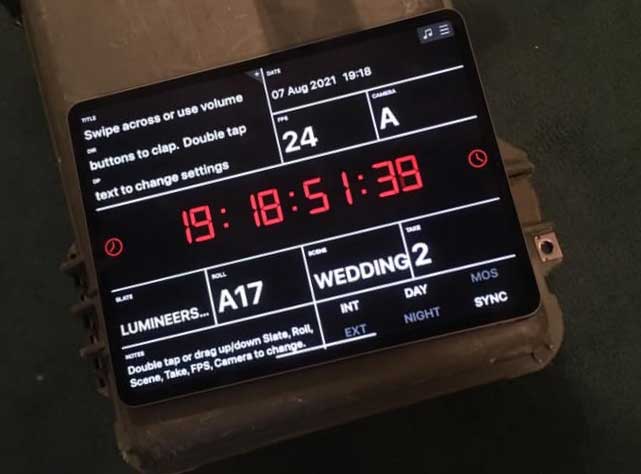 TITLE
Swipe across or use volume
DIR
buttons to clap. Double tap
DP
text to change settings
DATE
07 Aug 2021 19:18
FPS
24
CAMERA
A
19:18:51:38
SLATE
LUMINEERS...
ROLL
A17
SCENE
WEDDING
TAKE
2
NOTES
Double tap or drag up/down Slate, Roll,
Scene, Take, FPS, Camera to change.
INT DAY MOS
EXT NIGHT SYNC